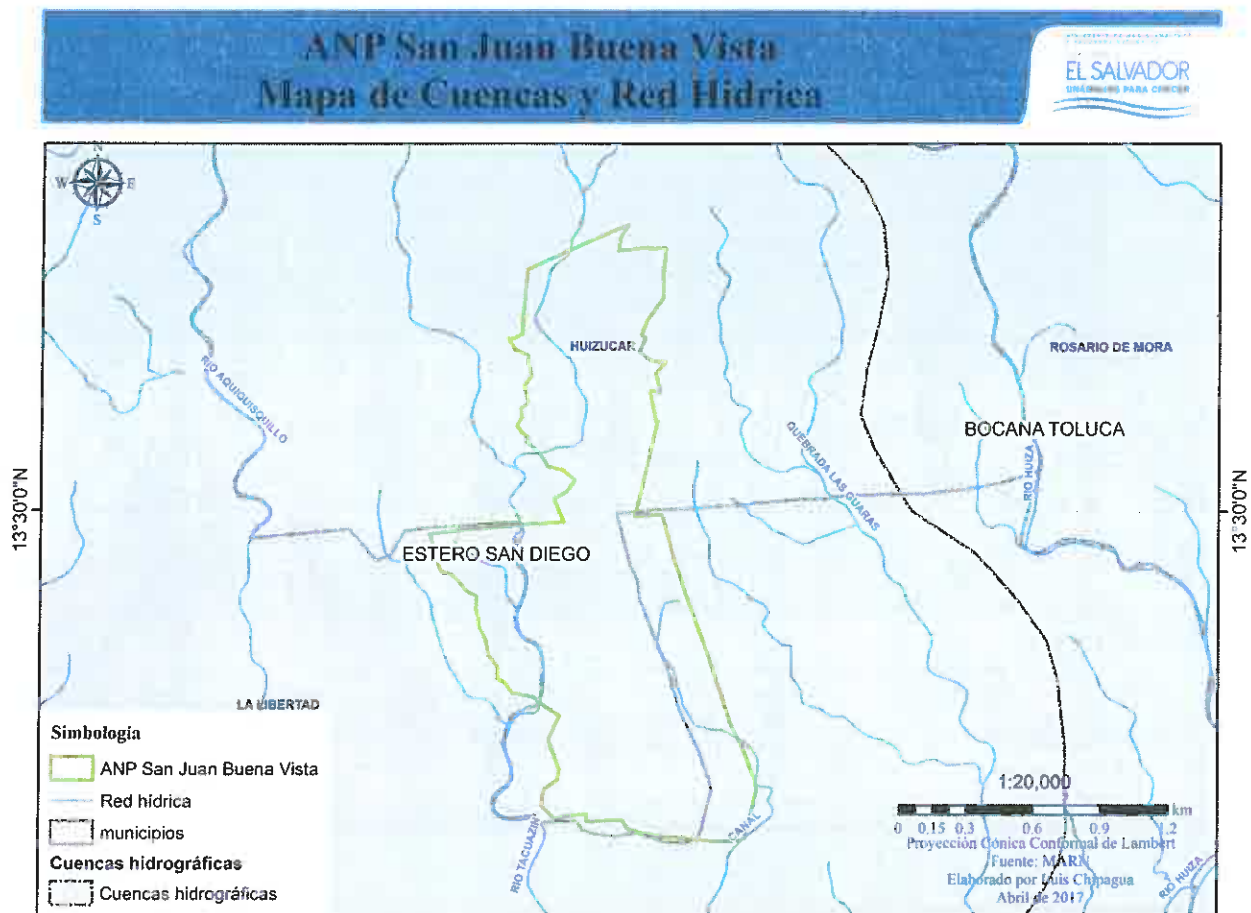 ANP San Juan Buena Vista
Mapa de Cuencas y Red Hídrica
EL SALVADOR
UNÁMONOS PARA CRECER
N
W
E
S
HUIZUCAR
ROSARIO DE MORA
RIO AQUIQUISQUILLO
BOCANA TOLUCA
QUEBRADA LAS GUARAS
RIO HUIZA
13°30'0"N
13°30'0"N
ESTERO SAN DIEGO
LA LIBERTAD
Simbología
ANP San Juan Buena Vista
Red hídrica
municipios
Cuencas hidrográficas
Cuencas hidrográficas
RIO TACUAZIN
CANAL
1:20,000
km
0 0.15 0.3 0.6 0.9 1.2
Proyección Cónica Conformal de Lambert
Fuente: MARN
Elaborado por Luis Chipagua
Abril de 2017
RIO HUIZA